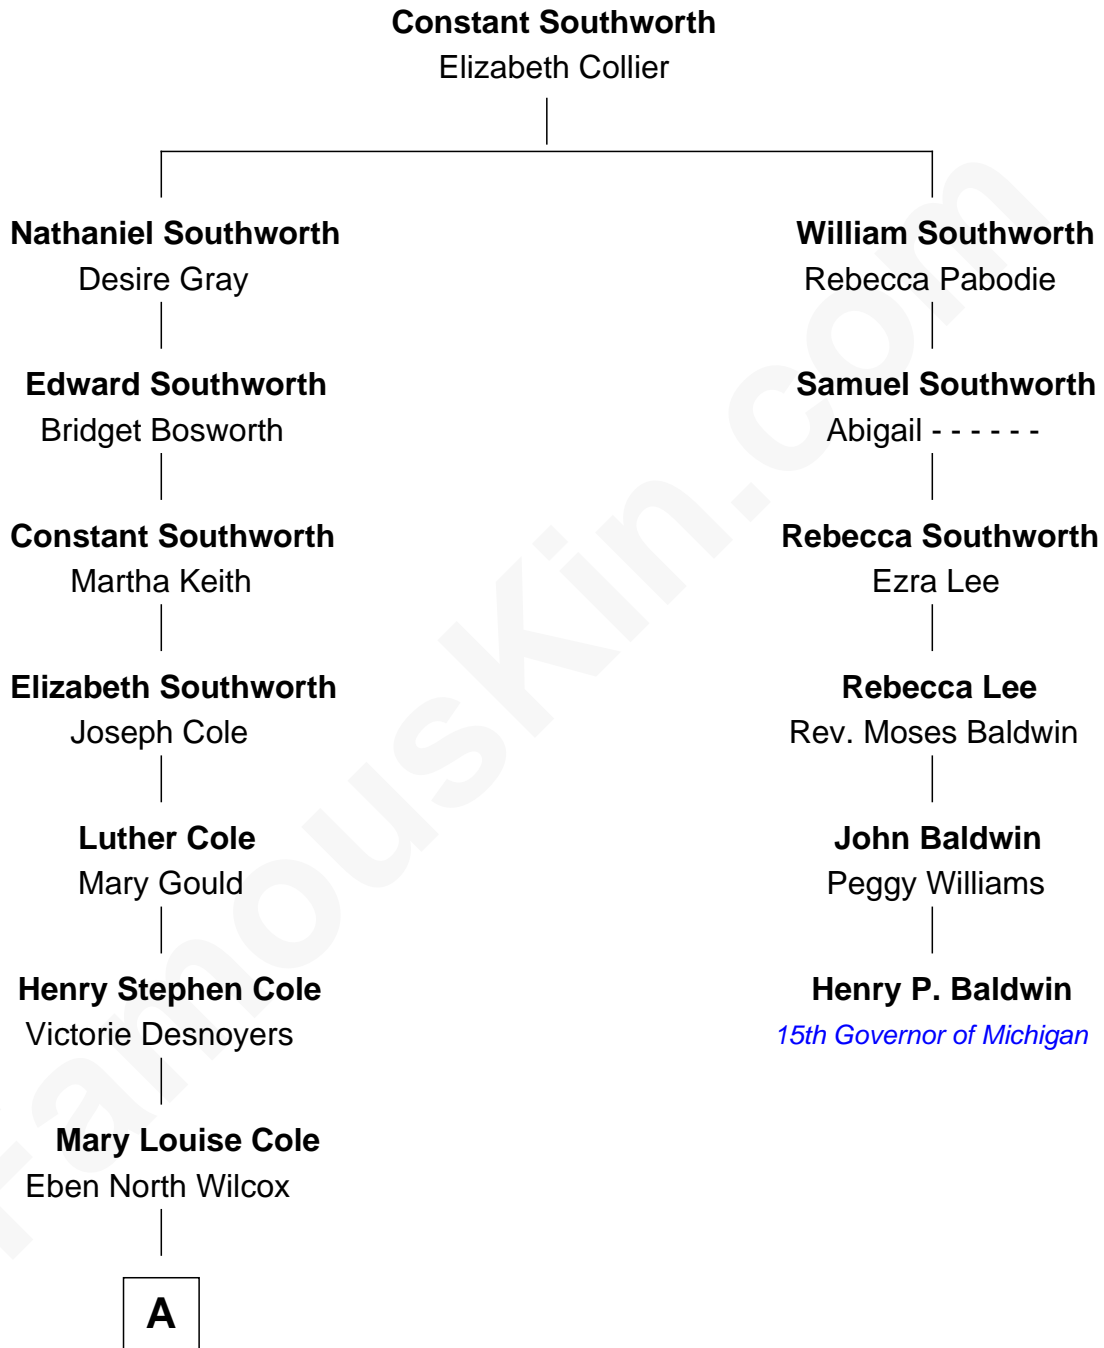 Constant Southworth
Elizabeth Collier
Nathaniel Southworth
Desire Gray
William Southworth
Rebecca Pabodie
Edward Southworth
Bridget Bosworth
Samuel Southworth
Abigail - - - - - -
Constant Southworth
Martha Keith
Rebecca Southworth
Ezra Lee
Elizabeth Southworth
Joseph Cole
Rebecca Lee
Rev. Moses Baldwin
Luther Cole
Mary Gould
John Baldwin
Peggy Williams
Henry Stephen Cole
Victorie Desnoyers
Henry P. Baldwin
15th Governor of Michigan
Mary Louise Cole
Eben North Wilcox
A
FamousKin.com